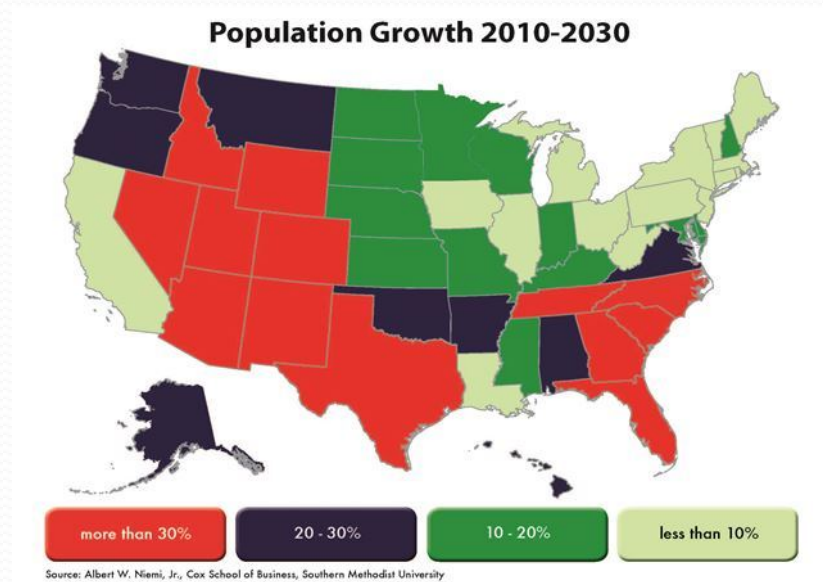 Population Growth 2010-2030
more than 30%
20 - 30%
10 - 20%
less than 10%
Source: Albert W. Niemi, Jr., Cox School of Business, Southern Methodist University